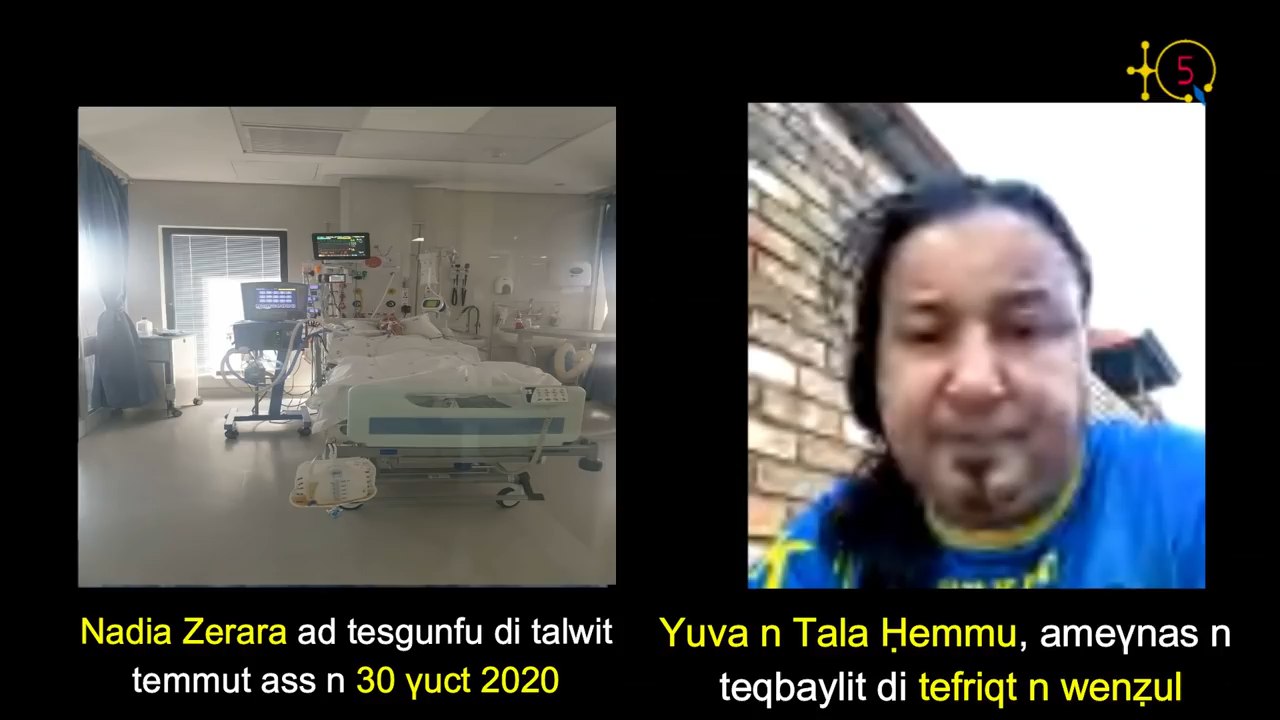 5
Nadia Zerara ad tesgunfu di talwit
temmut ass n 30 γuct 2020
Yuva n Tala Ḥemmu, ameγnas n
teqbaylit di tefriqt n wenẓul